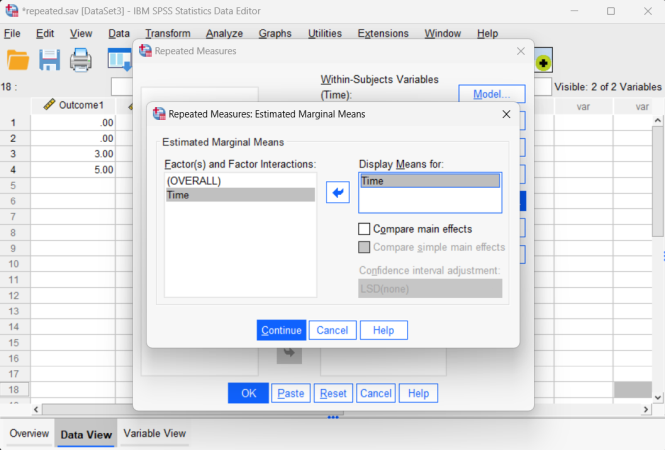 *repeated.sav [DataSet3] - IBM SPSS Statistics Data Editor
File Edit View Data Transform Analyze Graphs Utilities Extensions Window Help
Repeated Measures
18 :
Visible: 2 of 2 Variables
Within-Subjects Variables
(Time):
Model...
Outcome1
var
var
Repeated Measures: Estimated Marginal Means
Estimated Marginal Means
Factor(s) and Factor Interactions:
(OVERALL)
Time
Display Means for:
Time
Compare main effects
Compare simple main effects
Confidence interval adjustment:
LSD(none)
Continue Cancel Help
1 .00
2 .00
3 3.00
4 5.00
5
6
7
8
9
10
11
12
13
14
15
16
17
18
OK Paste Reset Cancel Help
Overview Data View Variable View